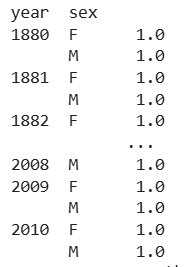 year  sex
1880  F      1.0
      M      1.0
1881  F      1.0
      M      1.0
1882  F      1.0
            ...
2008  M      1.0
2009  F      1.0
      M      1.0
2010  F      1.0
      M      1.0